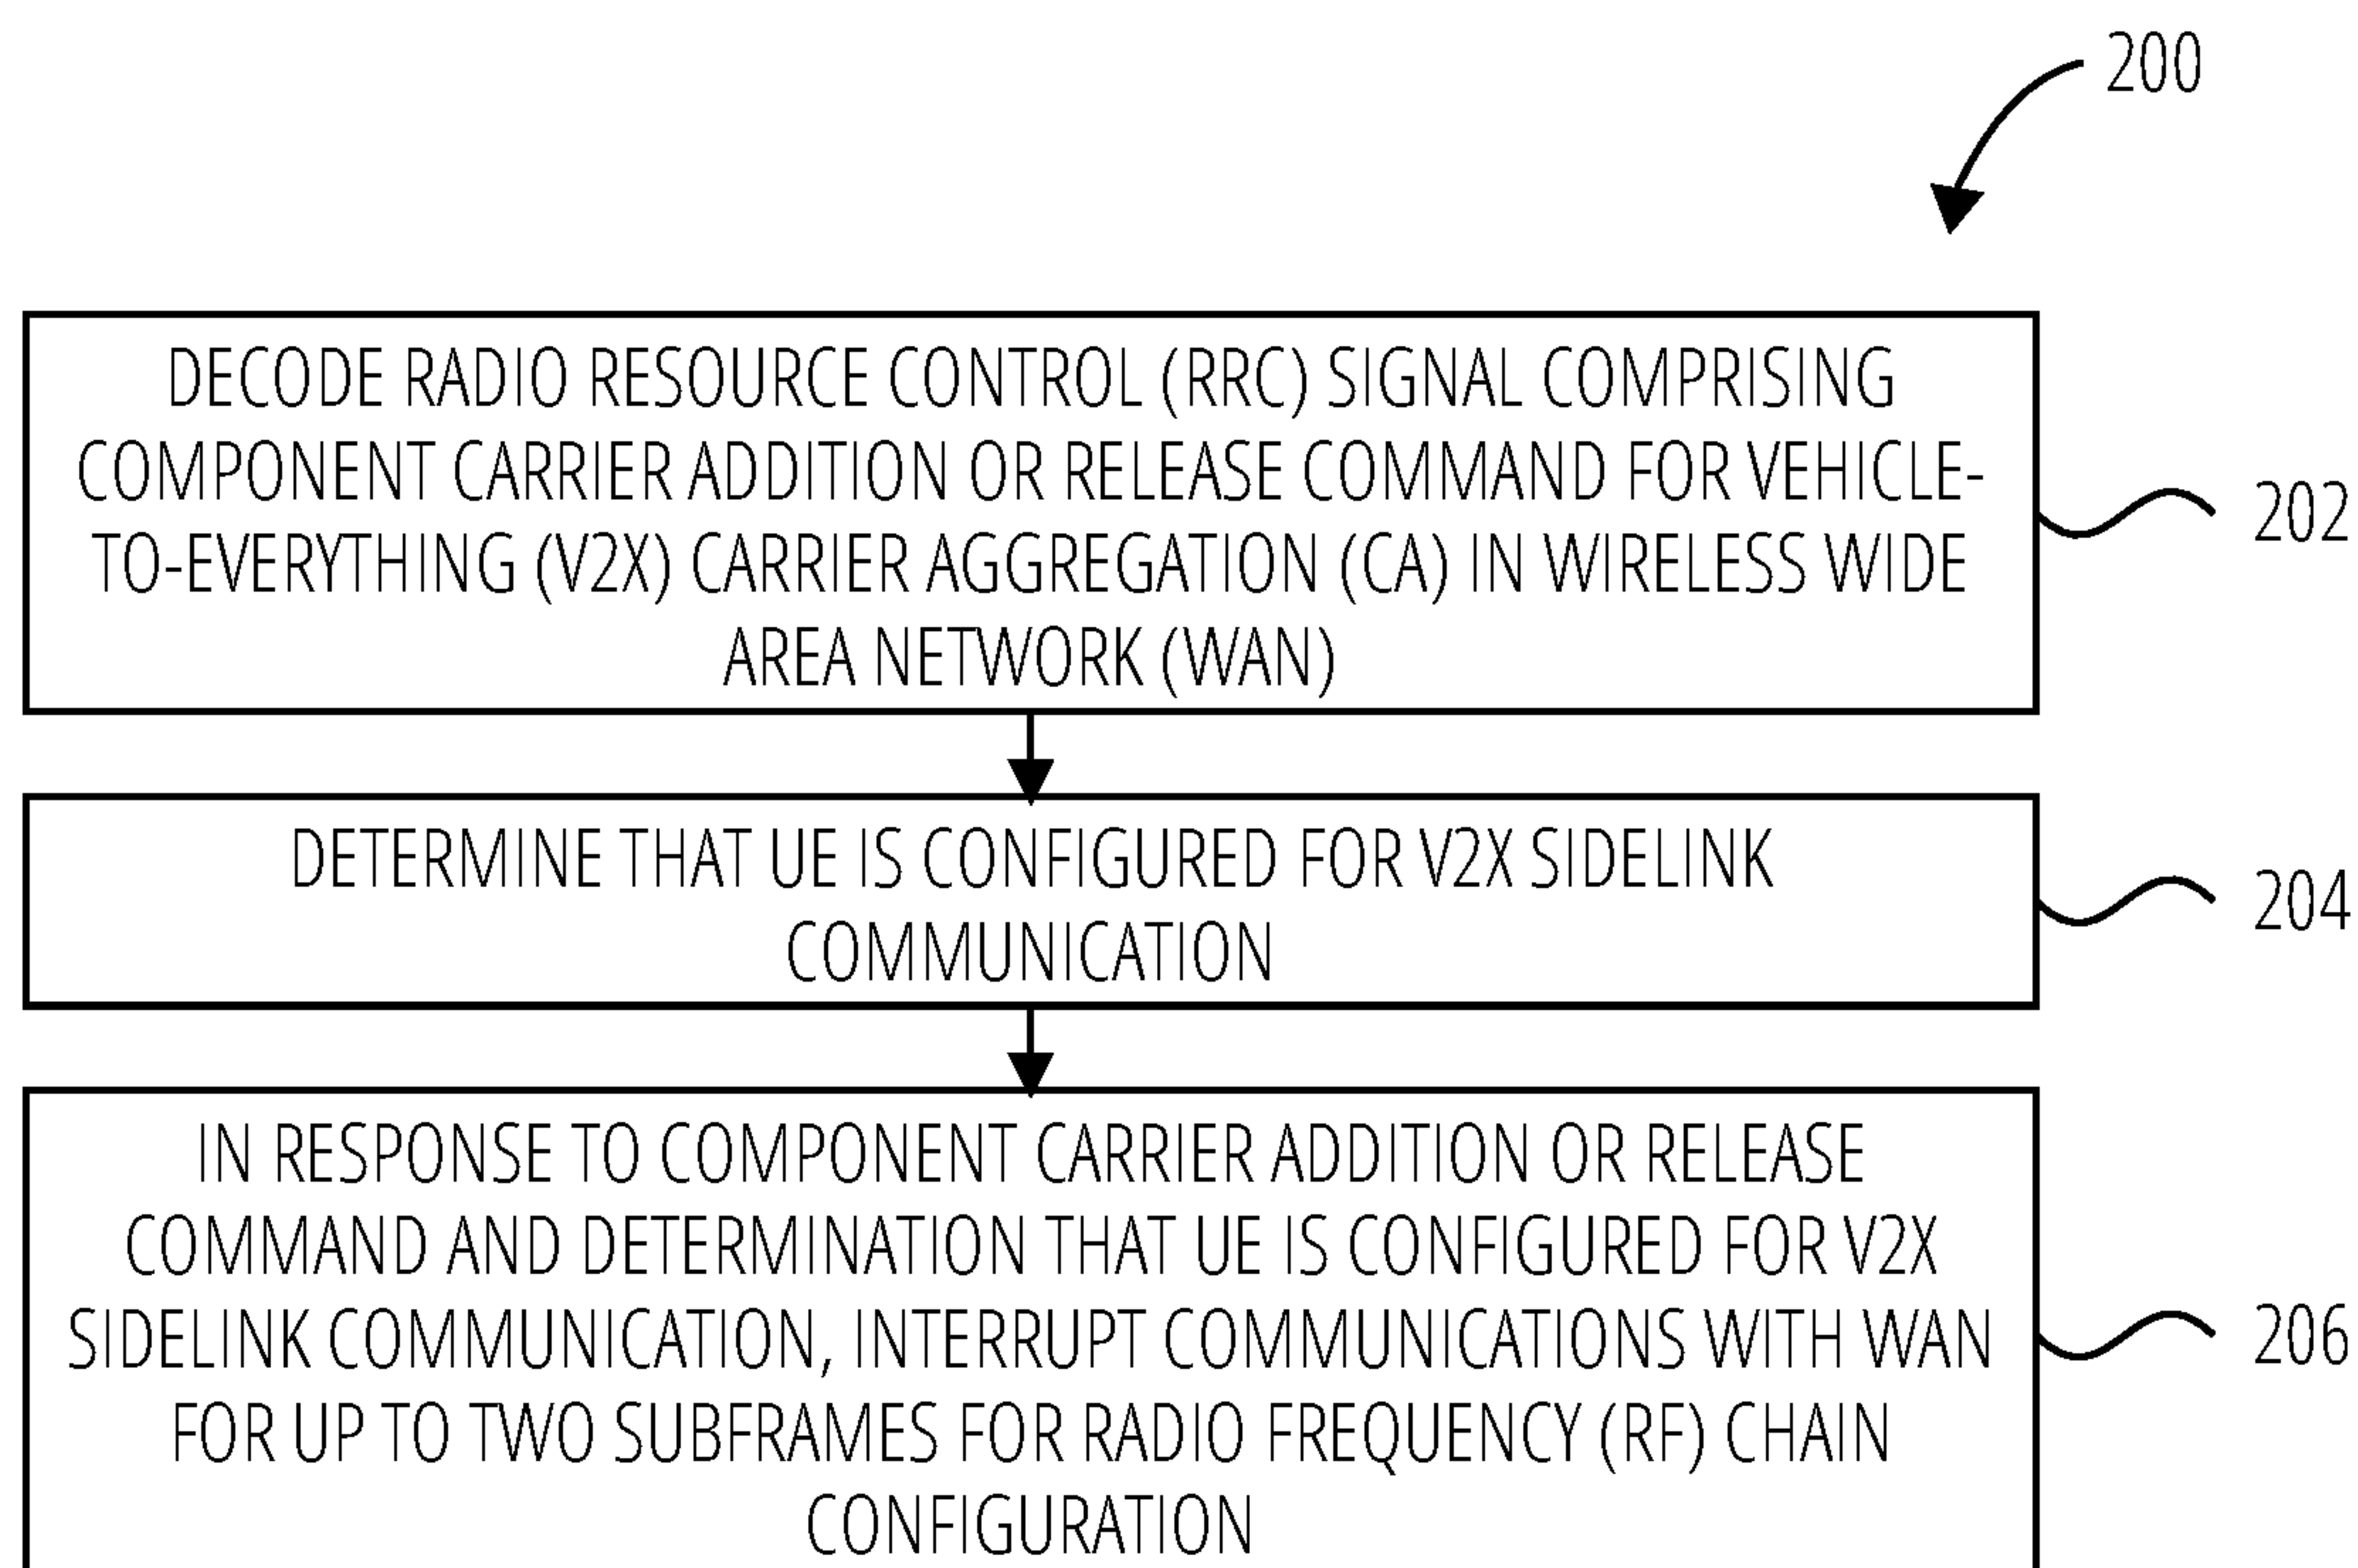 200
DECODE RADIO RESOURCE CONTROL (RRC) SIGNAL COMPRISING
COMPONENT CARRIER ADDITION OR RELEASE COMMAND FOR VEHICLE-
TO-EVERYTHING (V2X) CARRIER AGGREGATION (CA) IN WIRELESS WIDE
AREA NETWORK (WAN)
202
DETERMINE THAT UE IS CONFIGURED FOR V2X SIDELINK
COMMUNICATION
204
IN RESPONSE TO COMPONENT CARRIER ADDITION OR RELEASE
COMMAND AND DETERMINATION THAT UE IS CONFIGURED FOR V2X
SIDELINK COMMUNICATION, INTERRUPT COMMUNICATIONS WITH WAN
FOR UP TO TWO SUBFRAMES FOR RADIO FREQUENCY (RF) CHAIN
CONFIGURATION
206